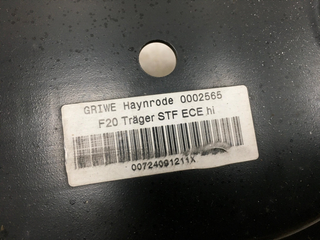 GRIWE Haynrode 0002565
F20 Träger STF ECE hi
00724091211X